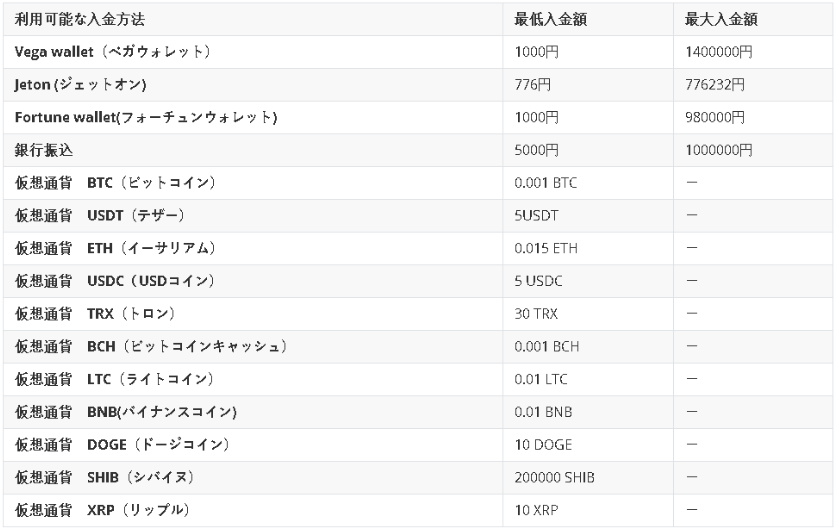 利用可能な入金方法 最低入金額 最大入金額
Vega wallet（ベガウォレット） 1000円 1400000円
Jeton (ジェットオン) 776円 776232円
Fortune wallet(フォーチュンウォレット) 1000円 980000円
銀行振込 5000円 1000000円
仮想通貨　BTC（ビットコイン） 0.001 BTC —
仮想通貨　USDT（テザー） 5USDT —
仮想通貨　ETH（イーサリアム） 0.015 ETH —
仮想通貨　USDC（USDコイン） 5 USDC —
仮想通貨　TRX（トロン） 30 TRX —
仮想通貨　BCH（ビットコインキャッシュ） 0.001 BCH —
仮想通貨　LTC（ライトコイン） 0.01 LTC —
仮想通貨　BNB(バイナンスコイン) 0.01 BNB —
仮想通貨　DOGE（ドージコイン） 10 DOGE —
仮想通貨　SHIB（シバイヌ） 200000 SHIB —
仮想通貨　XRP（リップル） 10 XRP —